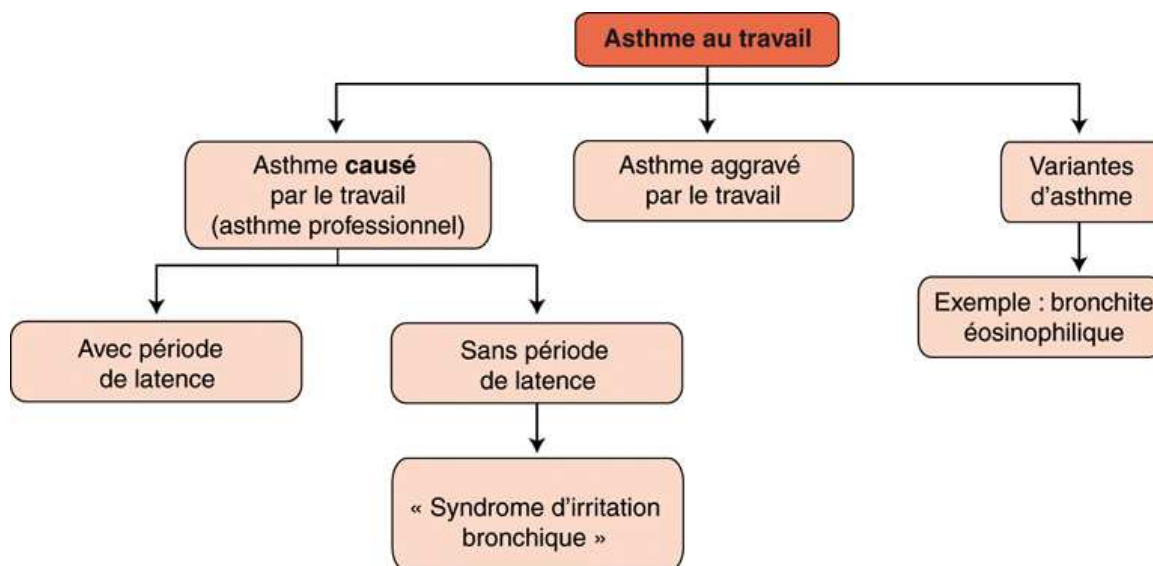 Asthme au travail
Asthme causé
par le travail
(asthme professionnel)
Asthme aggravé
par le travail
Variantes
d’asthme
Avec période
de latence
Sans période
de latence
Exemple : bronchite
éosinophilique
« Syndrome d’irritation
bronchique »